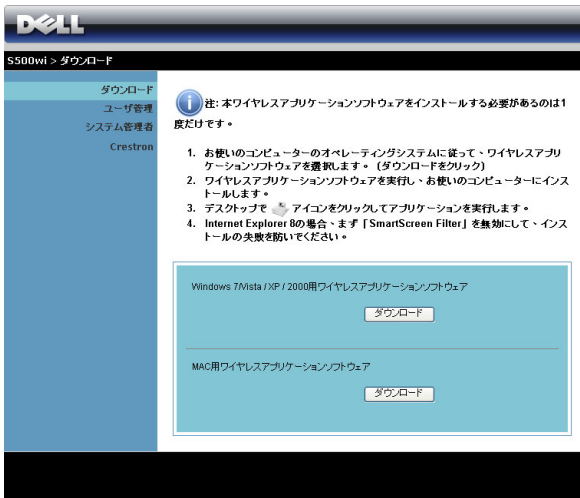 DELL
S500wi > ダウンロード
ダウンロード
ユーザ管理
システム管理者
Crestron
注: 本ワイヤレスアプリケーションソフトウェアをインストールする必要があるのは1
度だけです。
1. お使いのコンピューターのオペレーティングシステムに従って、ワイヤレスアプリ
ケーションソフトウェアを選択します。(ダウンロードをクリック)
2. ワイヤレスアプリケーションソフトウェアを実行し、お使いのコンピューターにインス
トールします。
3. デスクトップで アイコンをクリックしてアプリケーションを実行します。
4. Internet Explorer 8の場合、まず「SmartScreen Filter」を無効にして、インス
トールの失敗を防いでください。
Windows 7/Vista / XP / 2000用ワイヤレスアプリケーションソフトウェア
ダウンロード
MAC用ワイヤレスアプリケーションソフトウェア
ダウンロード